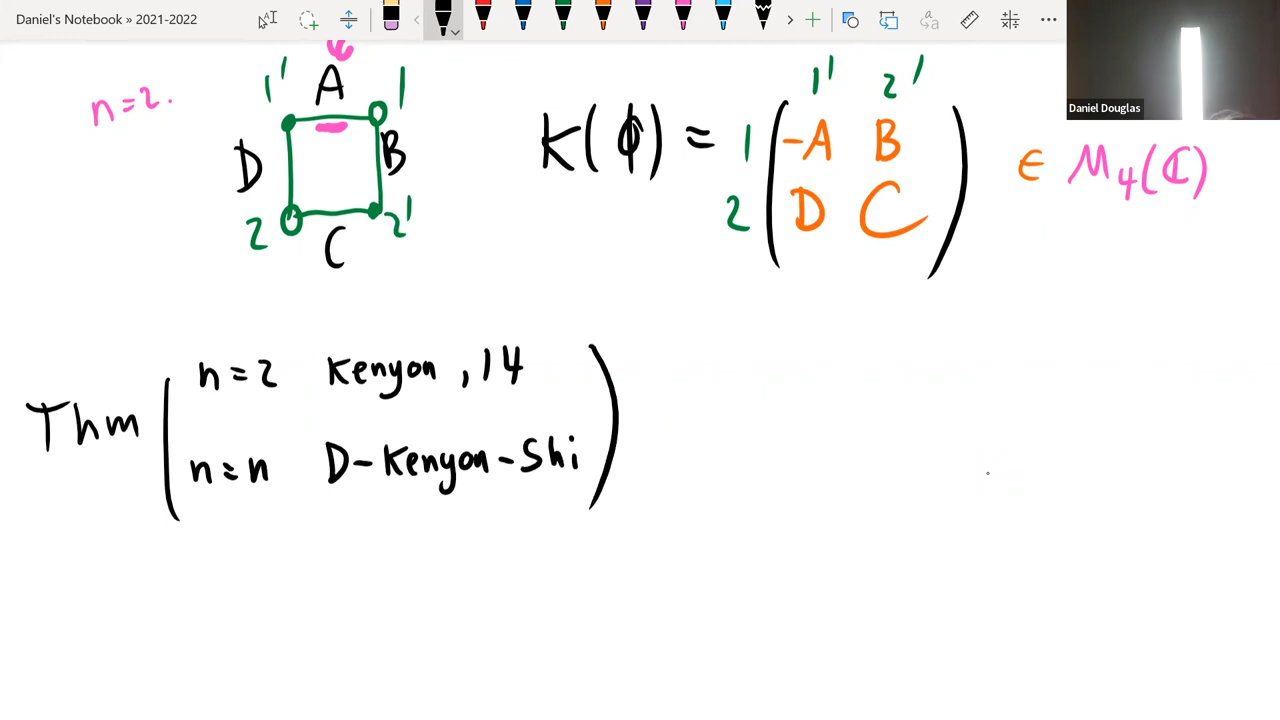 Daniel's Notebook » 2021-2022
Daniel Douglas
n=2.
1' A 1
D B
2 C 2'
1' 2'
K(ϕ) = 1 ( -A B
2 D C ) ∈ M₄(ℂ)
Thm ( n=2 Kenyon, 14
n=n D-Kenyon-Shi )